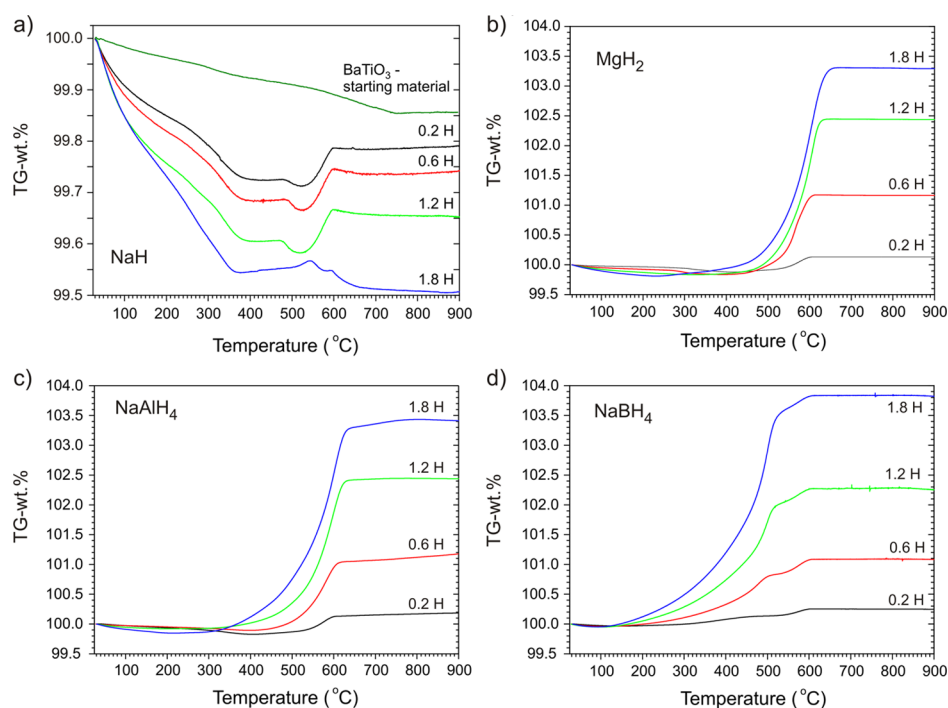 a)
TG-wt.%
100.0
99.9
99.8
99.7
99.6
99.5
BaTiO3 -
starting material
0.2 H
0.6 H
1.2 H
1.8 H
NaH
100 200 300 400 500 600 700 800 900
Temperature ( °C)
b)
TG-wt.%
104.0
103.5
103.0
102.5
102.0
101.5
101.0
100.5
100.0
99.5
MgH2
1.8 H
1.2 H
0.6 H
0.2 H
100 200 300 400 500 600 700 800 900
Temperature ( °C)
c)
TG-wt.%
104.0
103.5
103.0
102.5
102.0
101.5
101.0
100.5
100.0
99.5
NaAlH4
1.8 H
1.2 H
0.6 H
0.2 H
100 200 300 400 500 600 700 800 900
Temperature ( °C)
d)
TG-wt.%
104.0
103.5
103.0
102.5
102.0
101.5
101.0
100.5
100.0
99.5
NaBH4
1.8 H
1.2 H
0.6 H
0.2 H
100 200 300 400 500 600 700 800 900
Temperature ( °C)